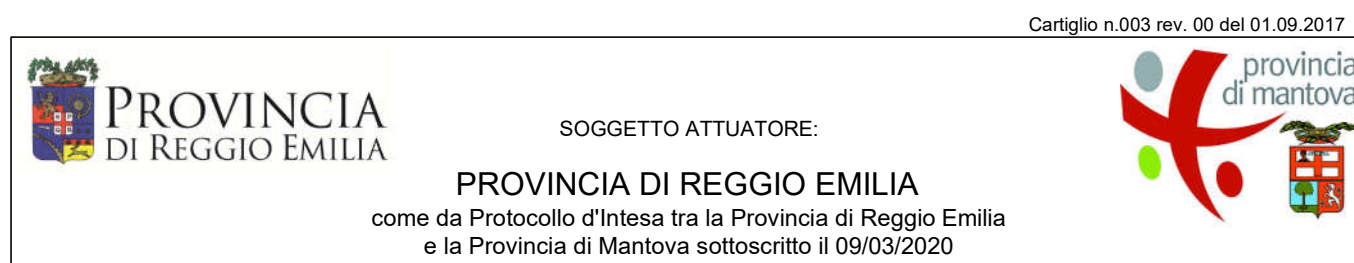 Cartiglio n.003 rev. 00 del 01.09.2017
PROVINCIA
DI REGGIO EMILIA
SOGGETTO ATTUATORE:
provincia
di mantova
PROVINCIA DI REGGIO EMILIA
come da Protocollo d'Intesa tra la Provincia di Reggio Emilia
e la Provincia di Mantova sottoscritto il 09/03/2020